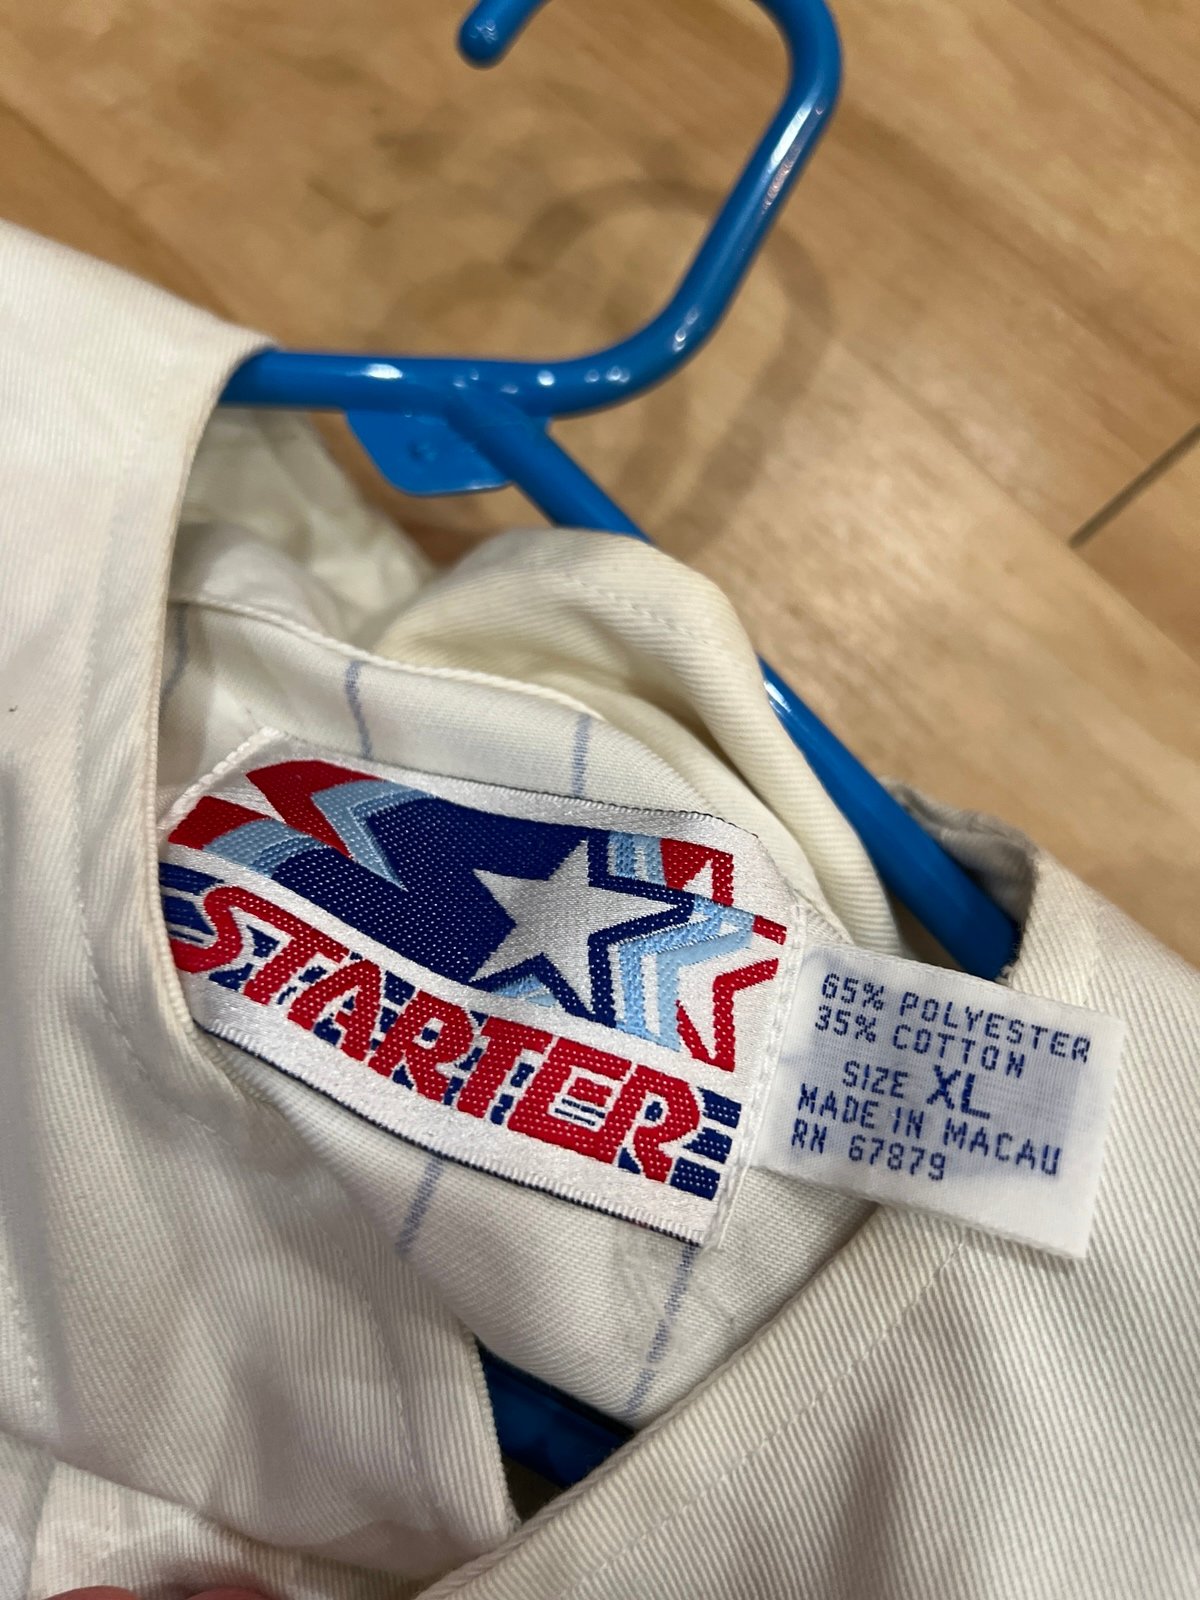 STARTER
65% POLYESTER
35% COTTON
SIZE XL
MADE IN MACAU
RN 67879